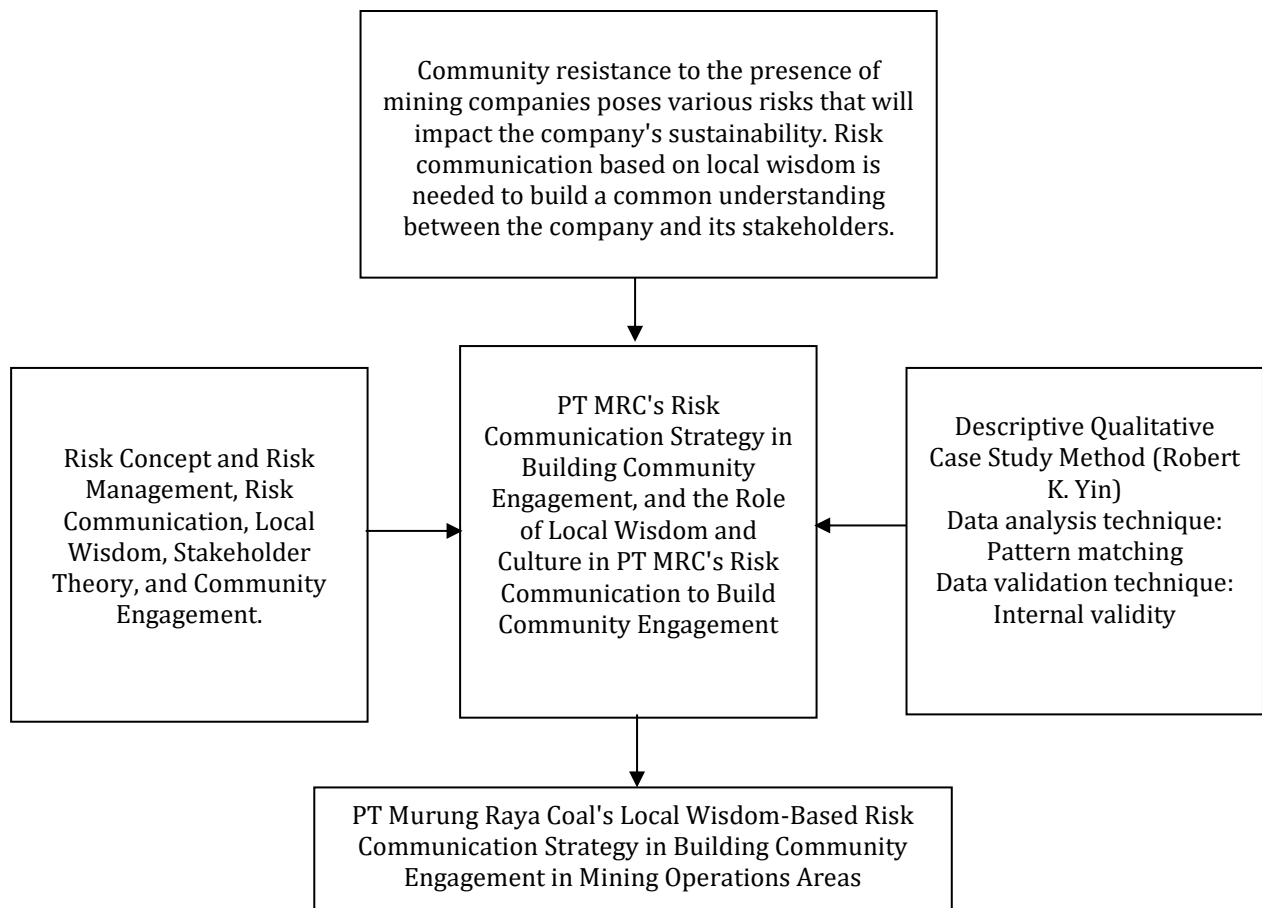 Community resistance to the presence of
mining companies poses various risks that will
impact the company's sustainability. Risk
communication based on local wisdom is
needed to build a common understanding
between the company and its stakeholders.
Risk Concept and Risk
Management, Risk
Communication, Local
Wisdom, Stakeholder
Theory, and Community
Engagement.
PT MRC's Risk
Communication Strategy in
Building Community
Engagement, and the Role
of Local Wisdom and
Culture in PT MRC's Risk
Communication to Build
Community Engagement
Descriptive Qualitative
Case Study Method (Robert
K. Yin)
Data analysis technique:
Pattern matching
Data validation technique:
Internal validity
PT Murung Raya Coal's Local Wisdom-Based Risk
Communication Strategy in Building Community
Engagement in Mining Operations Areas